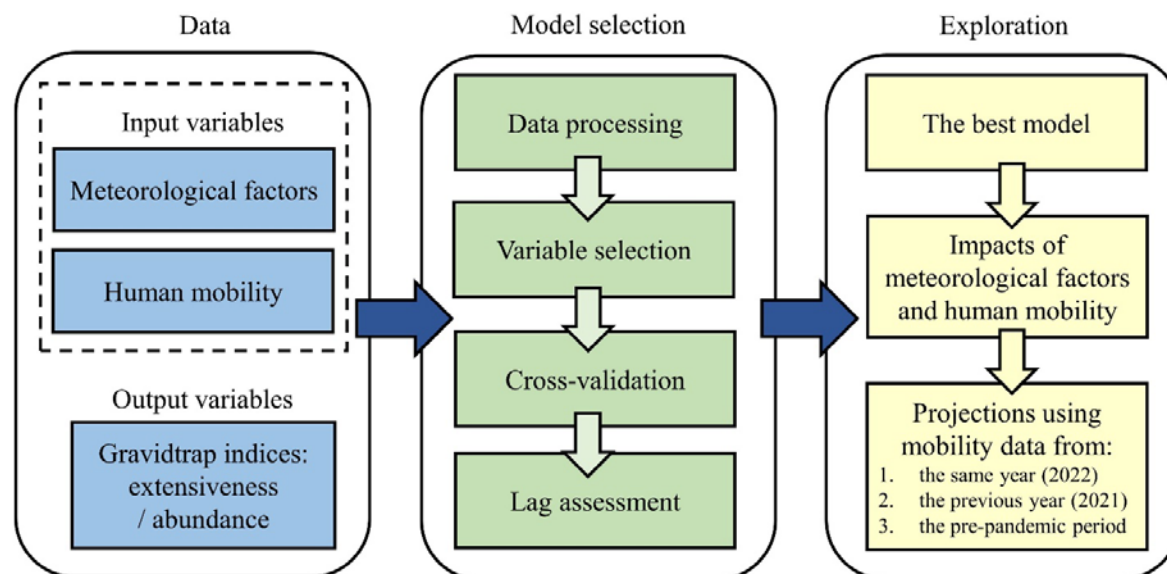 Data
Input variables
Meteorological factors
Human mobility
Output variables
Gravidtrap indices:
extensiveness
/ abundance
Model selection
Data processing
Variable selection
Cross-validation
Lag assessment
Exploration
The best model
Impacts of
meteorological factors
and human mobility
Projections using
mobility data from:
1. the same year (2022)
2. the previous year (2021)
3. the pre-pandemic period